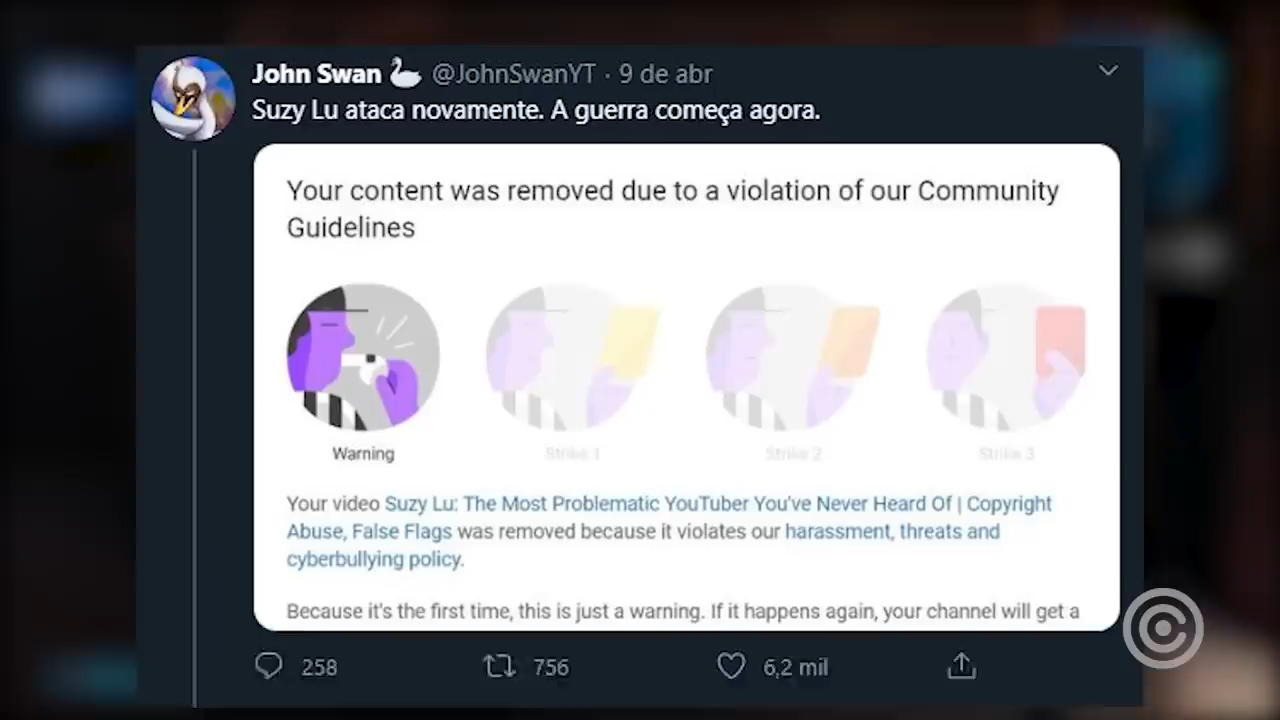 John Swan @JohnSwanYT · 9 de abr
Suzy Lu ataca novamente. A guerra começa agora.
Your content was removed due to a violation of our Community
Guidelines
Warning
Strike 1
Strike 2
Strike 3
Your video Suzy Lu: The Most Problematic YouTuber You've Never Heard Of | Copyright
Abuse, False Flags was removed because it violates our harassment, threats and
cyberbullying policy.
Because it's the first time, this is just a warning. If it happens again, your channel will get a
258
756
6,2 mil